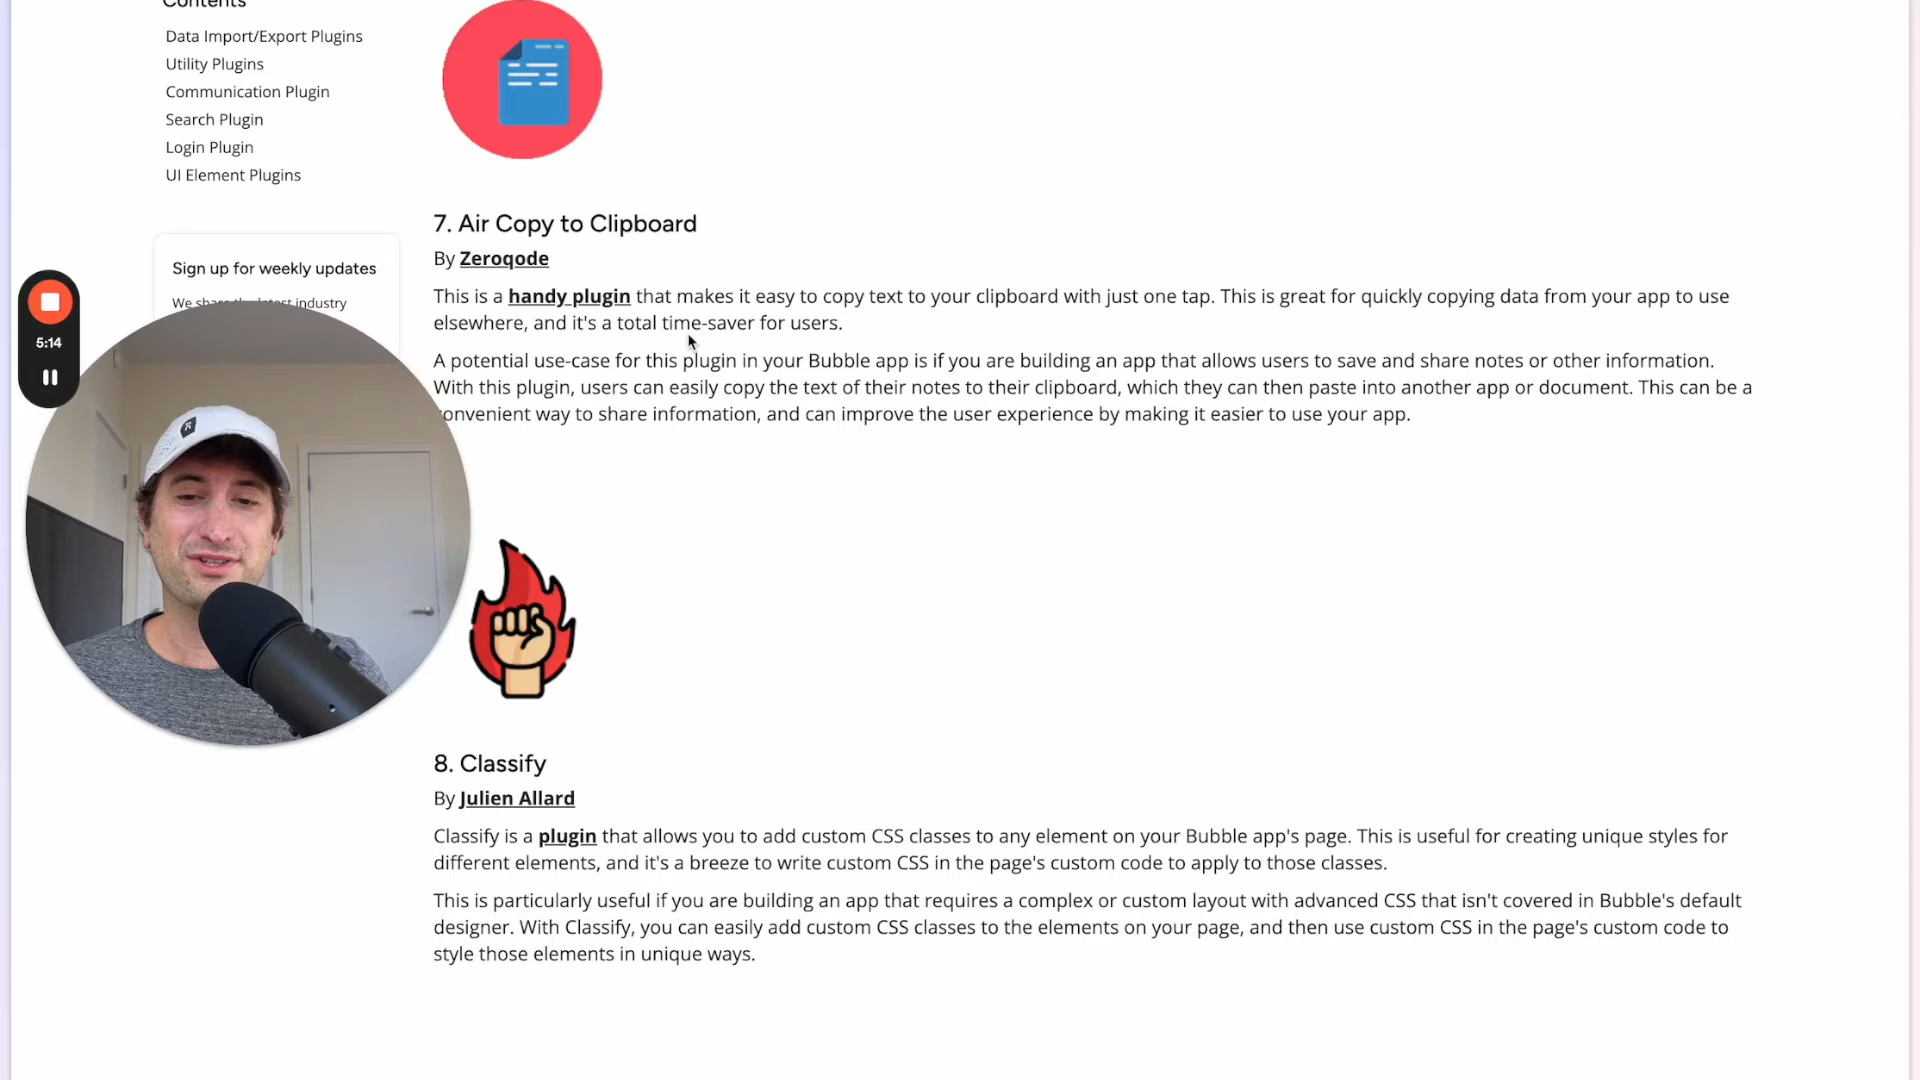 Contents
Data Import/Export Plugins
Utility Plugins
Communication Plugin
Search Plugin
Login Plugin
UI Element Plugins
Sign up for weekly updates
We share the latest industry
5:14
7. Air Copy to Clipboard
By Zeroqode
This is a handy plugin that makes it easy to copy text to your clipboard with just one tap. This is great for quickly copying data from your app to use
elsewhere, and it's a total time-saver for users.
A potential use-case for this plugin in your Bubble app is if you are building an app that allows users to save and share notes or other information.
With this plugin, users can easily copy the text of their notes to their clipboard, which they can then paste into another app or document. This can be a
convenient way to share information, and can improve the user experience by making it easier to use your app.
8. Classify
By Julien Allard
Classify is a plugin that allows you to add custom CSS classes to any element on your Bubble app's page. This is useful for creating unique styles for
different elements, and it's a breeze to write custom CSS in the page's custom code to apply to those classes.
This is particularly useful if you are building an app that requires a complex or custom layout with advanced CSS that isn't covered in Bubble's default
designer. With Classify, you can easily add custom CSS classes to the elements on your page, and then use custom CSS in the page's custom code to
style those elements in unique ways.